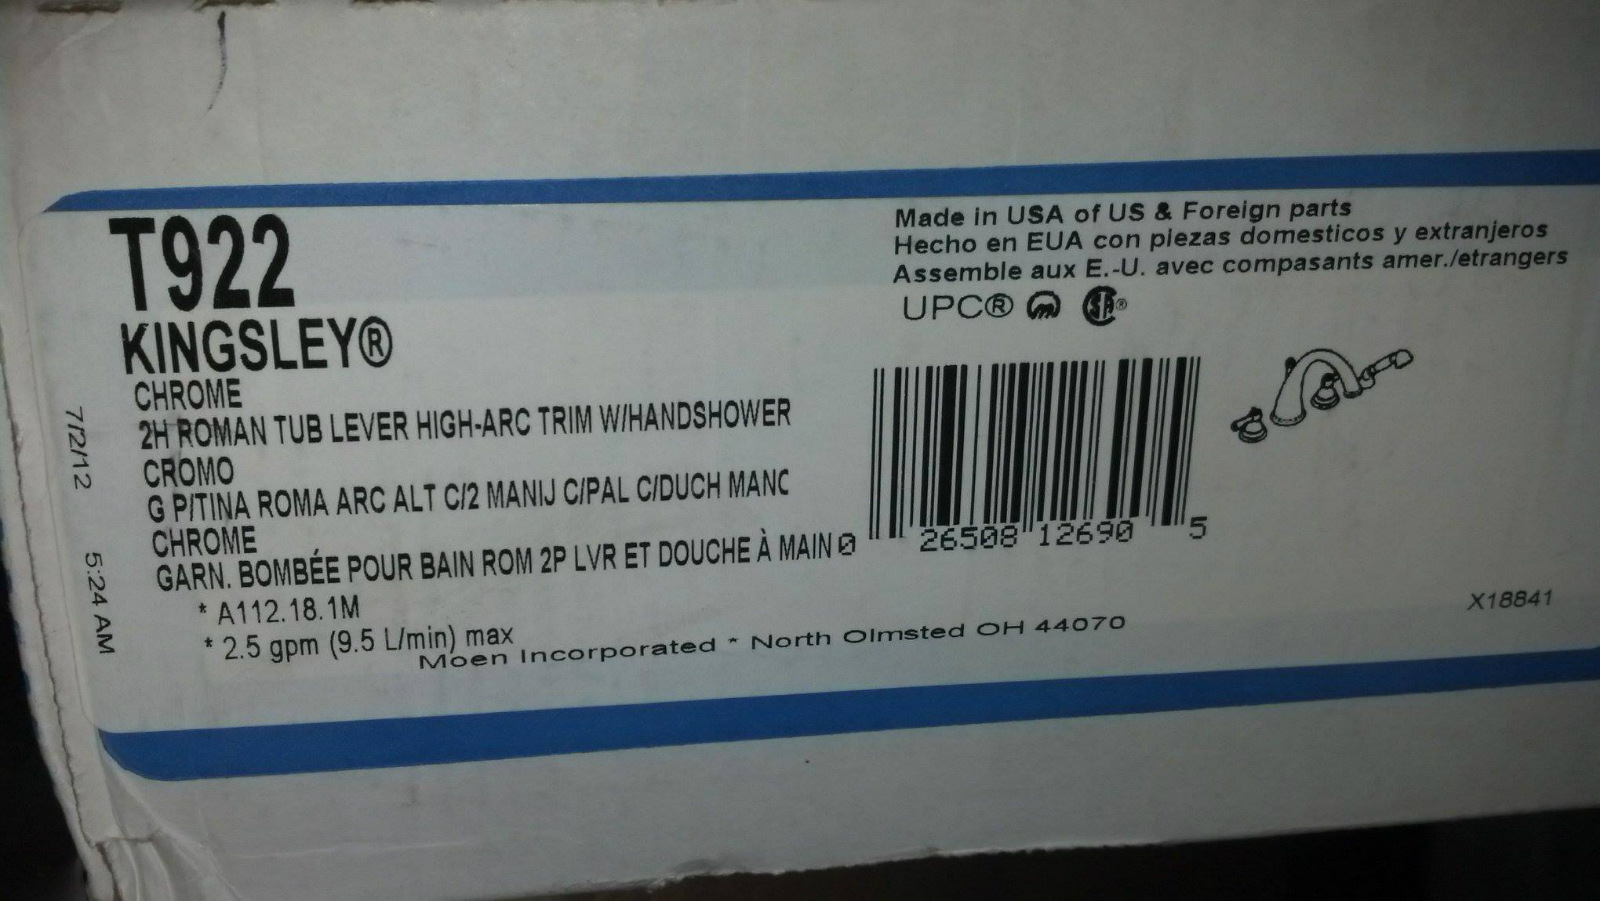 T922
KINGSLEY®
CHROME
2H ROMAN TUB LEVER HIGH-ARC TRIM W/HANDSHOWER
CROMO
G P/TINA ROMA ARC ALT C/2 MANIJ C/PAL C/DUCH MANC
CHROME
GARN. BOMBÉE POUR BAIN ROM 2P LVR ET DOUCHE À MAIN
* A112.18.1M
* 2.5 gpm (9.5 L/min) max
Moen Incorporated * North Olmsted OH 44070
7/2/12 5:24 AM
Made in USA of US & Foreign parts
Hecho en EUA con piezas domesticos y extranjeros
Assemble aux E.-U. avec compasants amer./etrangers
UPC® SA®
0 26508 12690 5
X18841